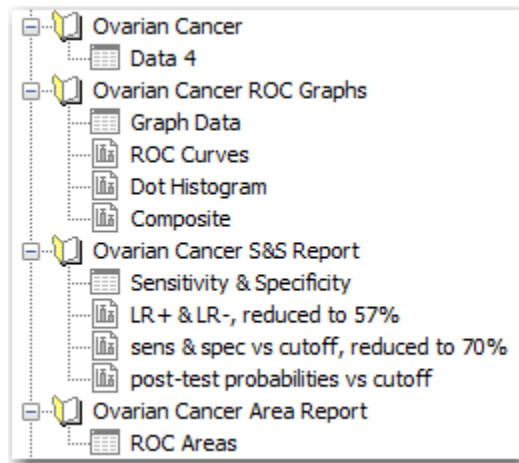 Ovarian Cancer
Data 4
Ovarian Cancer ROC Graphs
Graph Data
ROC Curves
Dot Histogram
Composite
Ovarian Cancer S&S Report
Sensitivity & Specificity
LR+ & LR-, reduced to 57%
sens & spec vs cutoff, reduced to 70%
post-test probabilities vs cutoff
Ovarian Cancer Area Report
ROC Areas